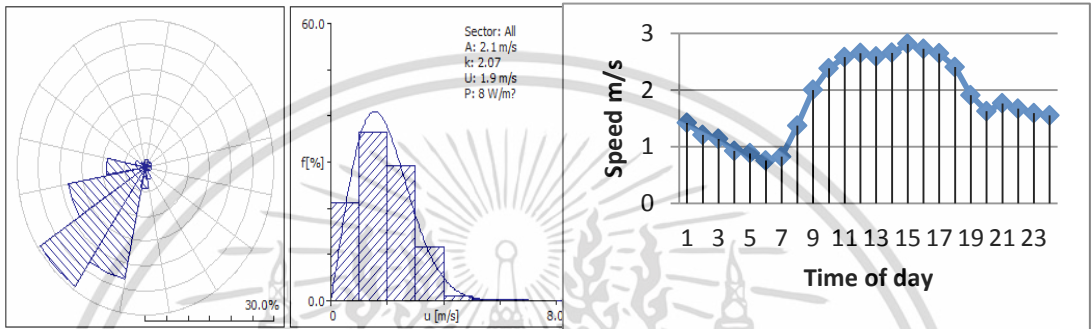 30.0%
60.0
Sector: All
A: 2.1 m/s
k: 2.07
U: 1.9 m/s
P: 8 W/m?
f[%]
0.0
0
u [m/s]
8.0
Speed m/s
3
2
1
0
1 3 5 7 9 11 13 15 17 19 21 23
Time of day